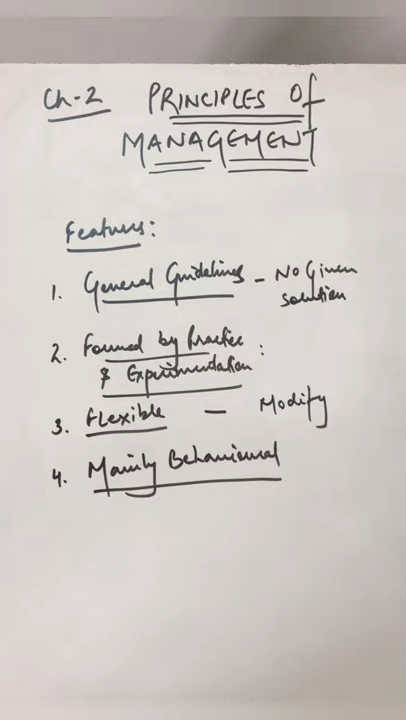 Ch-2 PRINCIPLES Of
MANAGEMENT
Features:
1. General Guidelines - No Given
solution
2. Formed by Practice :
& Experimentation
3. Flexible - Modify
4. Mainly Behavioural